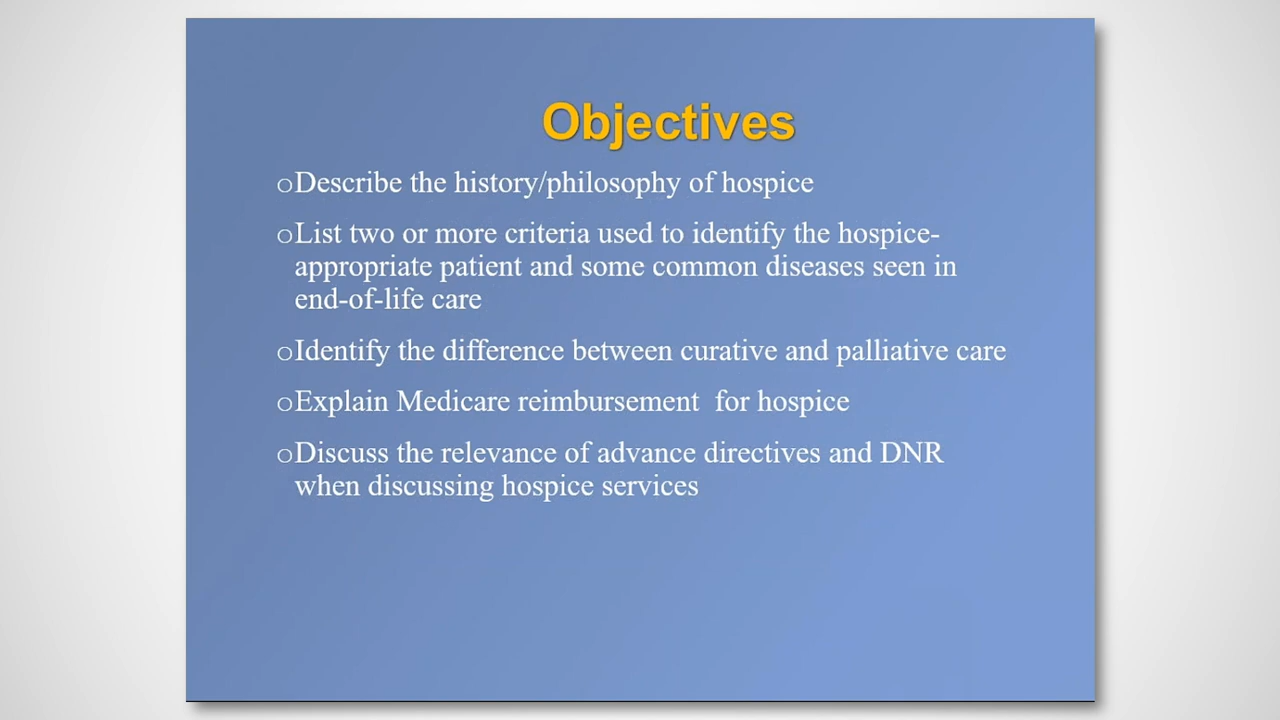 Objectives
oDescribe the history/philosophy of hospice
oList two or more criteria used to identify the hospice-
appropriate patient and some common diseases seen in
end-of-life care
oIdentify the difference between curative and palliative care
oExplain Medicare reimbursement  for hospice
oDiscuss the relevance of advance directives and DNR
when discussing hospice services